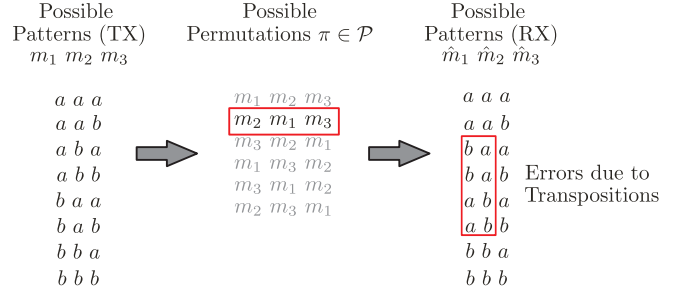 Possible
Patterns (TX)
m₁ m₂ m₃
a a a
a a b
a b a
a b b
b a a
b a b
b b a
b b b
Possible
Permutations π ∈ 𝒫
m₁ m₂ m₃
m₂ m₁ m₃
m₃ m₂ m₁
m₁ m₃ m₂
m₃ m₁ m₂
m₂ m₃ m₁
Possible
Patterns (RX)
m̂₁ m̂₂ m̂₃
a a a
a a b
b a a
b a b
a b a
a b b
b b a
b b b
Errors due to
Transpositions